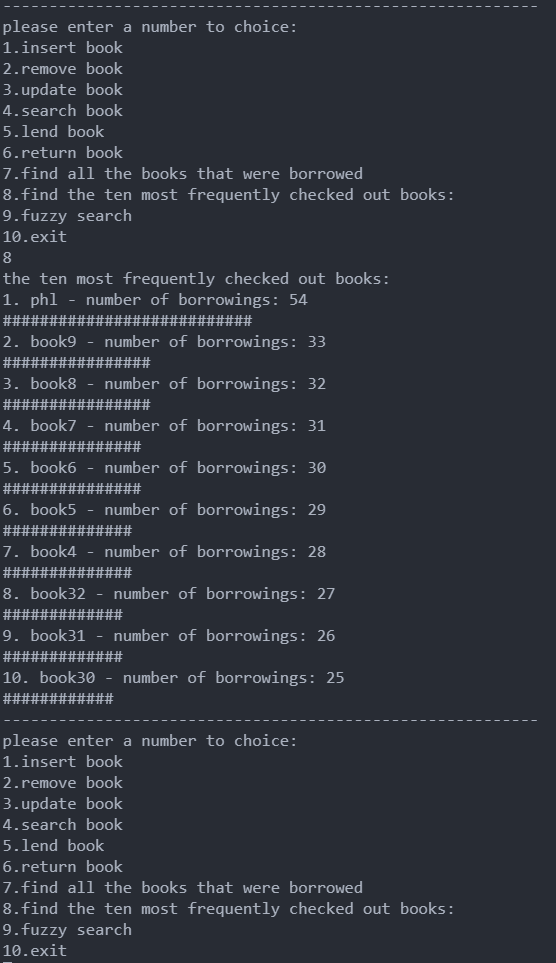 ----------------------------------------------------------
please enter a number to choice:
1.insert book
2.remove book
3.update book
4.search book
5.lend book
6.return book
7.find all the books that were borrowed
8.find the ten most frequently checked out books:
9.fuzzy search
10.exit
8
the ten most frequently checked out books:
1. phl - number of borrowings: 54
###########################
2. book9 - number of borrowings: 33
################
3. book8 - number of borrowings: 32
################
4. book7 - number of borrowings: 31
###############
5. book6 - number of borrowings: 30
###############
6. book5 - number of borrowings: 29
##############
7. book4 - number of borrowings: 28
##############
8. book32 - number of borrowings: 27
#############
9. book31 - number of borrowings: 26
#############
10. book30 - number of borrowings: 25
############
----------------------------------------------------------
please enter a number to choice:
1.insert book
2.remove book
3.update book
4.search book
5.lend book
6.return book
7.find all the books that were borrowed
8.find the ten most frequently checked out books:
9.fuzzy search
10.exit